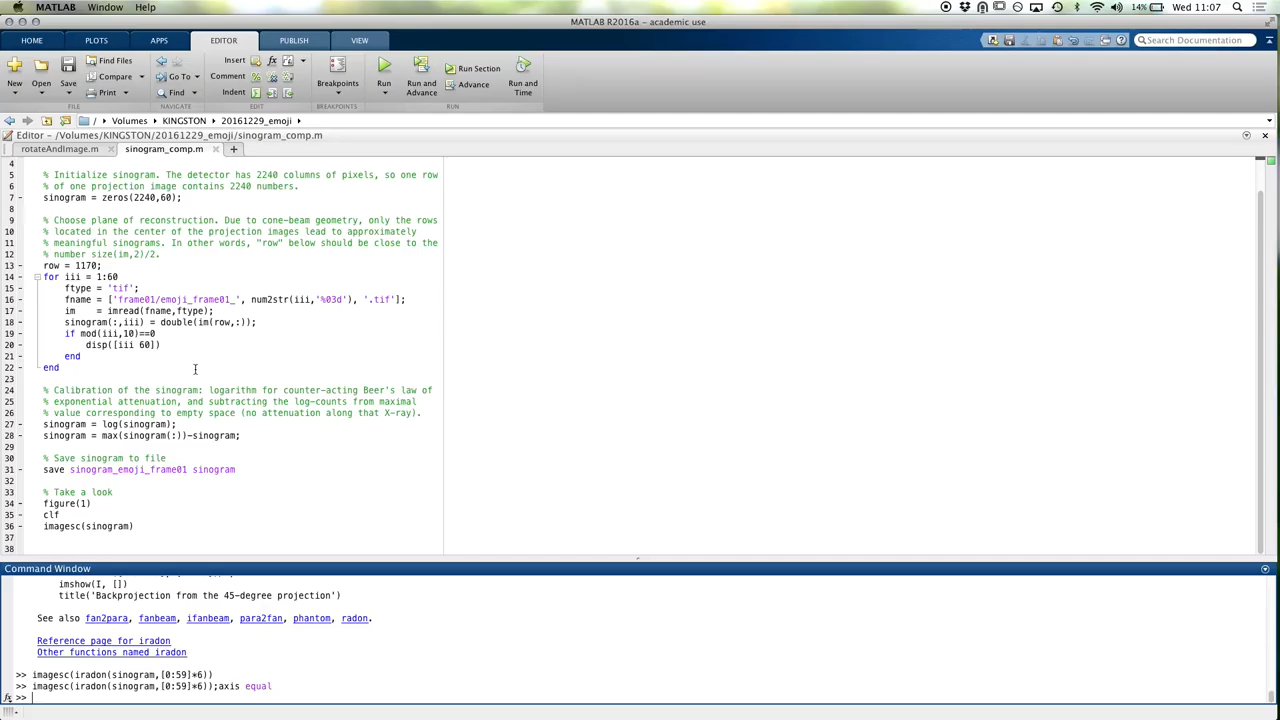 MATLAB Window Help
14% Wed 11:07
MATLAB R2016a - academic use
HOME PLOTS APPS EDITOR PUBLISH VIEW
Search Documentation
New Open Save Find Files Compare Print
Go To Find
Insert Comment Indent
Breakpoints
Run Run and Advance Run Section Advance Run and Time
FILE NAVIGATE EDIT BREAKPOINTS RUN
/ Volumes KINGSTON 20161229_emoji
Editor - /Volumes/KINGSTON/20161229_emoji/sinogram_comp.m
rotateAndImage.m sinogram_comp.m
4
5 % Initialize sinogram. The detector has 2240 columns of pixels, so one row
6 % of one projection image contains 2240 numbers.
7 - sinogram = zeros(2240,60);
8
9 % Choose plane of reconstruction. Due to cone-beam geometry, only the rows
10 % located in the center of the projection images lead to approximately
11 % meaningful sinograms. In other words, "row" below should be close to the
12 % number size(im,2)/2.
13 - row = 1170;
14 - for iii = 1:60
15 - ftype = 'tif';
16 - fname = ['frame01/emoji_frame01_', num2str(iii,'%03d'), '.tif'];
17 - im = imread(fname,ftype);
18 - sinogram(:,iii) = double(im(row,:));
19 - if mod(iii,10)==0
20 - disp([iii 60])
21 - end
22 - end
23
24 % Calibration of the sinogram: logarithm for counter-acting Beer's law of
25 % exponential attenuation, and subtracting the log-counts from maximal
26 % value corresponding to empty space (no attenuation along that X-ray).
27 - sinogram = log(sinogram);
28 - sinogram = max(sinogram(:))-sinogram;
29
30 % Save sinogram to file
31 - save sinogram_emoji_frame01 sinogram
32
33 % Take a look
34 - figure(1)
35 - clf
36 - imagesc(sinogram)
37
38
Command Window
imshow(I, [])
title('Backprojection from the 45-degree projection')
See also fan2para, fanbeam, ifanbeam, para2fan, phantom, radon.
Reference page for iradon
Other functions named iradon
>> imagesc(iradon(sinogram,[0:59]*6))
>> imagesc(iradon(sinogram,[0:59]*6));axis equal
fx >>